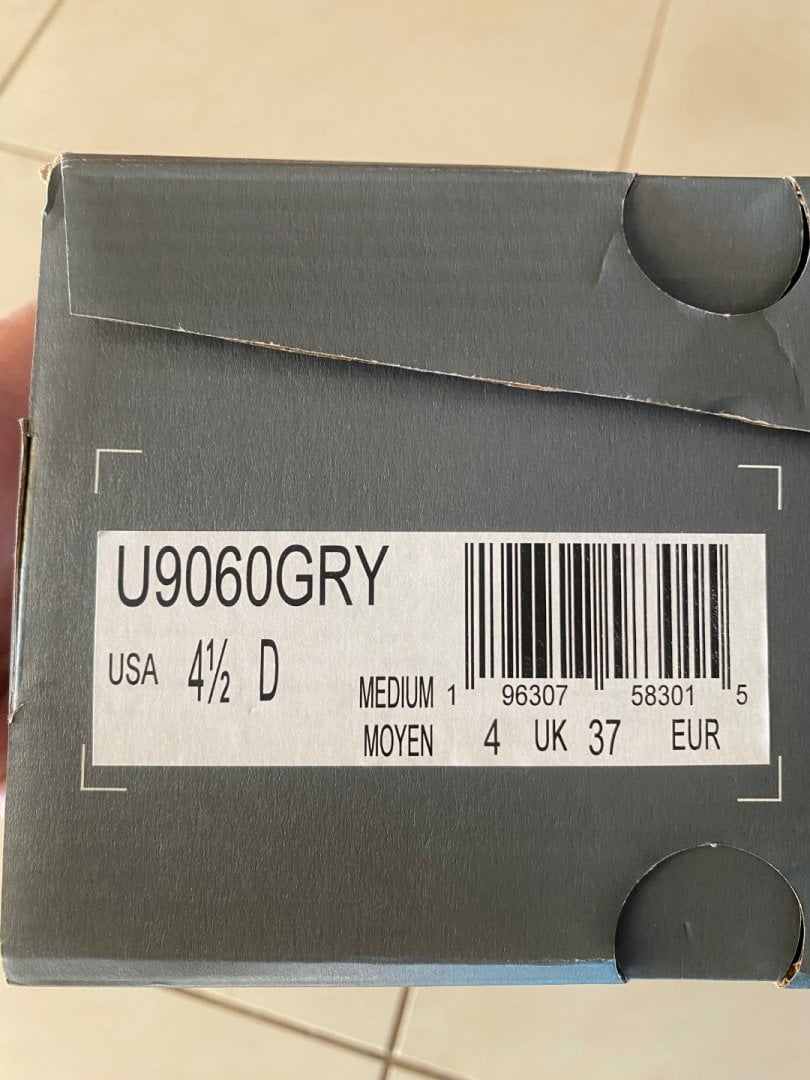 U9060GRY
USA 4½ D
MEDIUM
1 96307 58301 5
MOYEN 4 UK 37 EUR